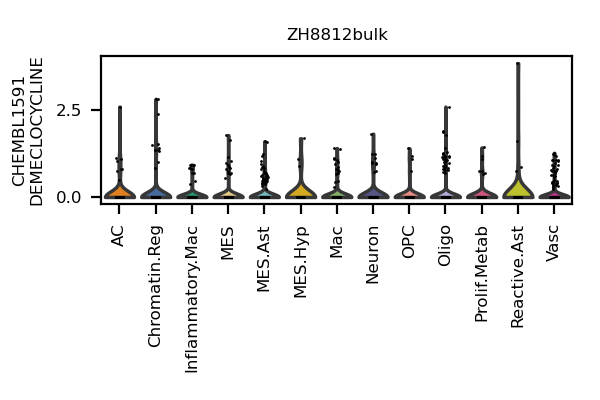 ZH8812bulk
CHEMBL1591
DEMECLOCYCLINE
2.5
0.0
AC
Chromatin.Reg
Inflammatory.Mac
MES
MES.Ast
MES.Hyp
Mac
Neuron
OPC
Oligo
Prolif.Metab
Reactive.Ast
Vasc